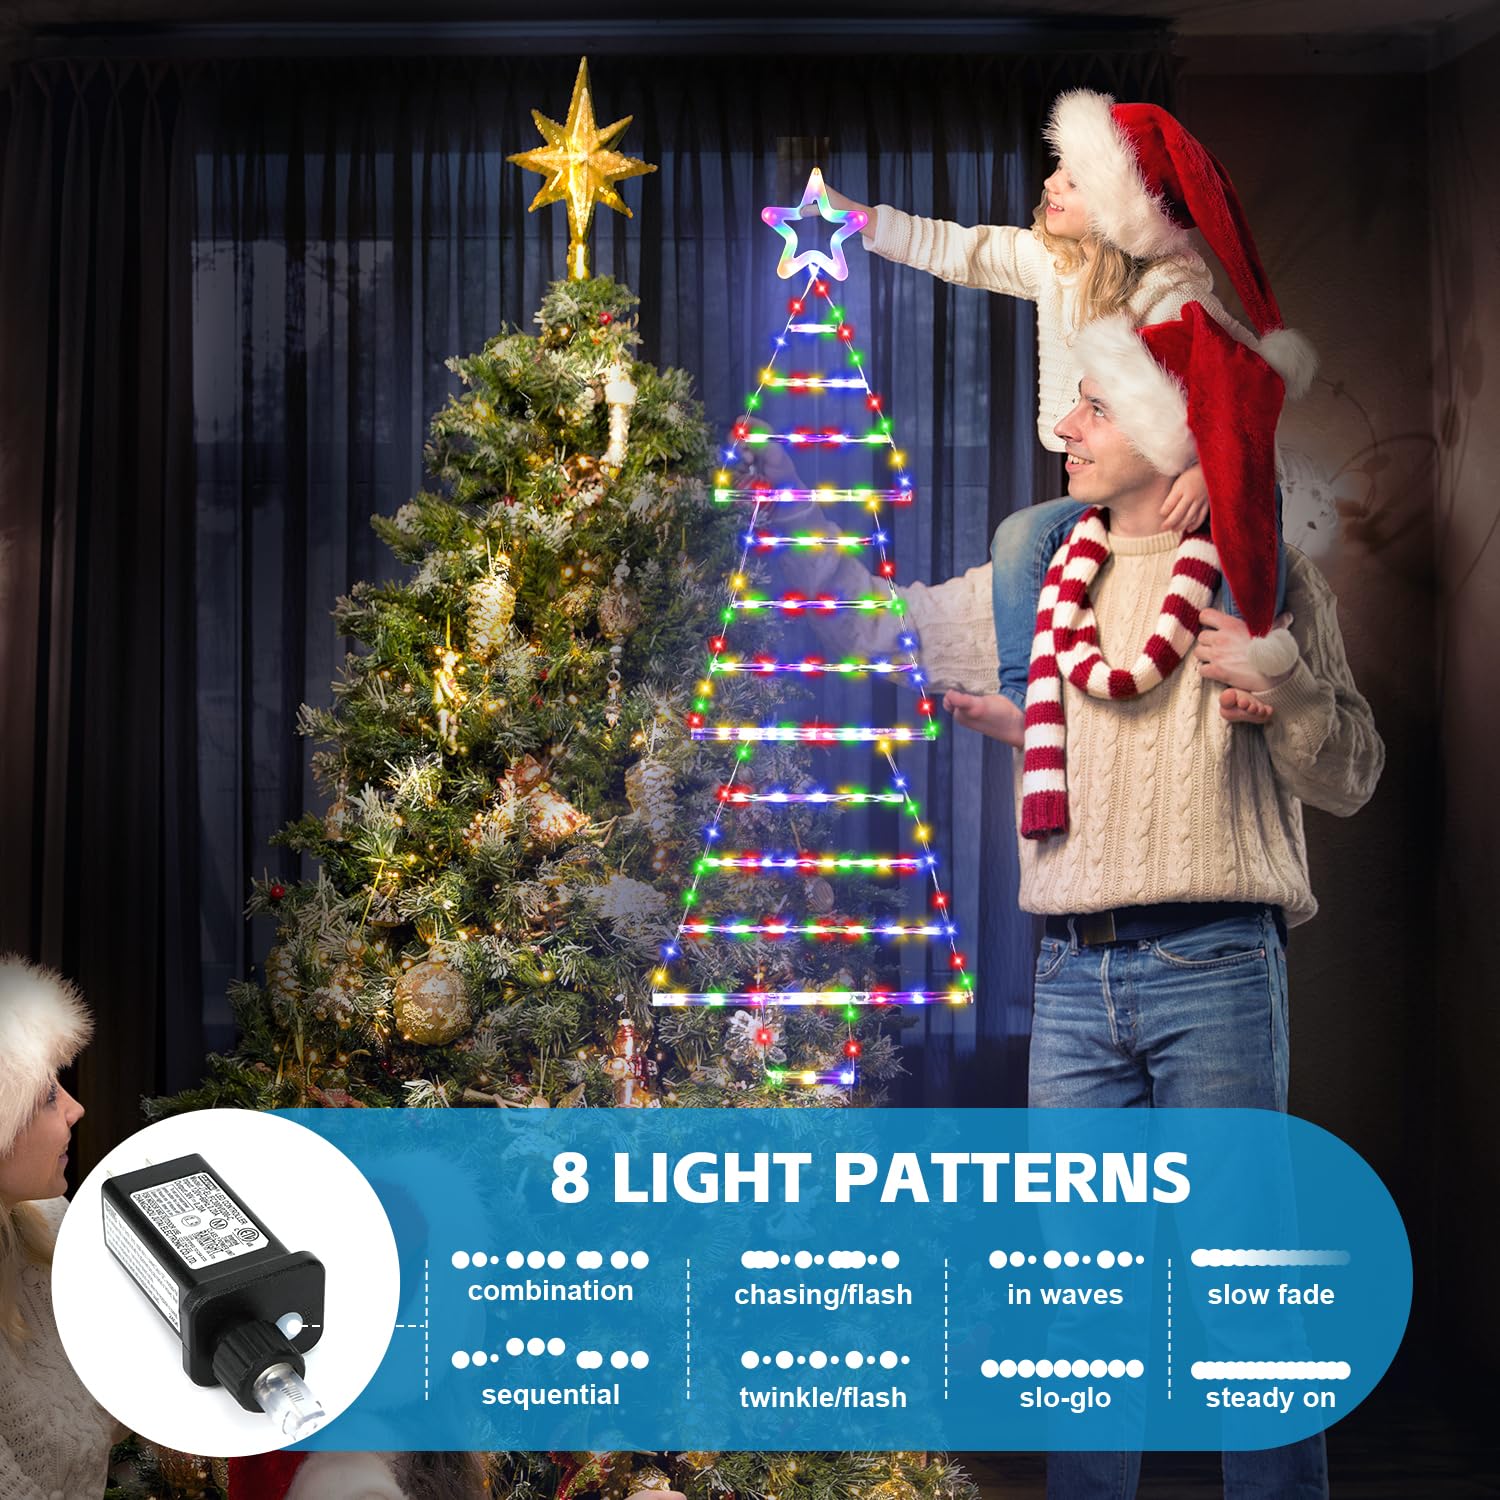 8 LIGHT PATTERNS
combination
chasing/flash
in waves
slow fade
sequential
twinkle/flash
slo-glo
steady on